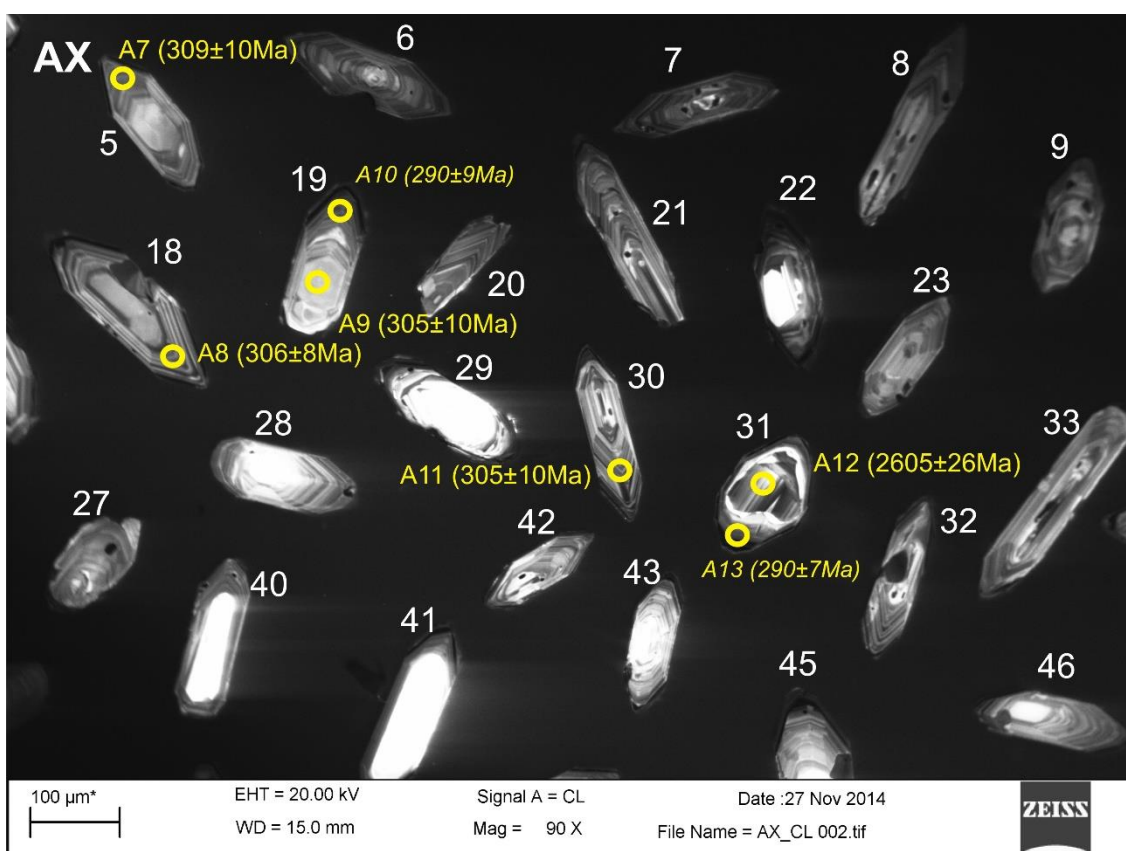 AX
A7 (309±10Ma)
6
7
8
5
9
19
A10 (290±9Ma)
22
21
18
20
23
A9 (305±10Ma)
A8 (306±8Ma)
29
30
33
28
31
A11 (305±10Ma)
A12 (2605±26Ma)
27
42
32
A13 (290±7Ma)
40
43
41
45
46
100 µm*
EHT = 20.00 kV
Signal A = CL
Date :27 Nov 2014
WD = 15.0 mm
Mag = 90 X
File Name = AX_CL 002.tif
ZEISS